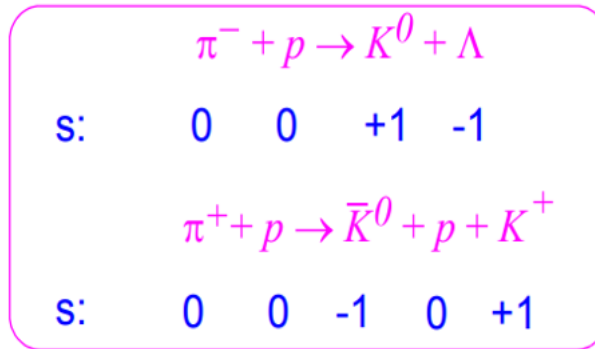 π⁻ + p → K⁰ + Λ
s: 0 0 +1 -1
π⁺ + p → K̅⁰ + p + K⁺
s: 0 0 -1 0 +1